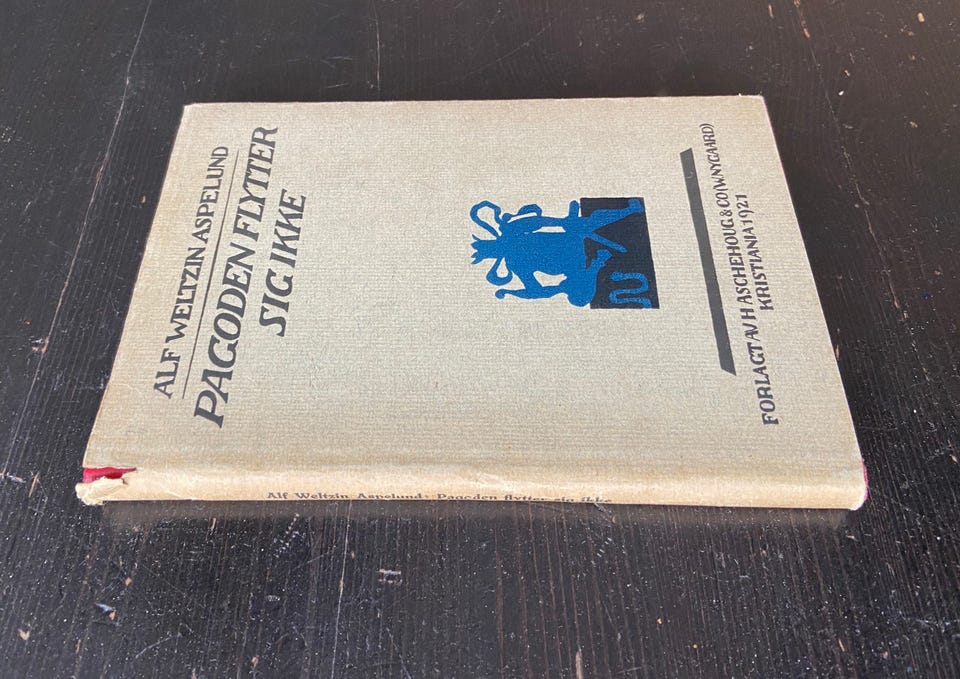 ALF WELTZIN ASPELUND
PAGODEN FLYTTER
SIG IKKE
FORLAGT AV H ASCHEHOUG & CO (W NYGAARD)
KRISTIANIA 1921
Alf Weltzin Aspelund: Pagoden flytter sig ikke